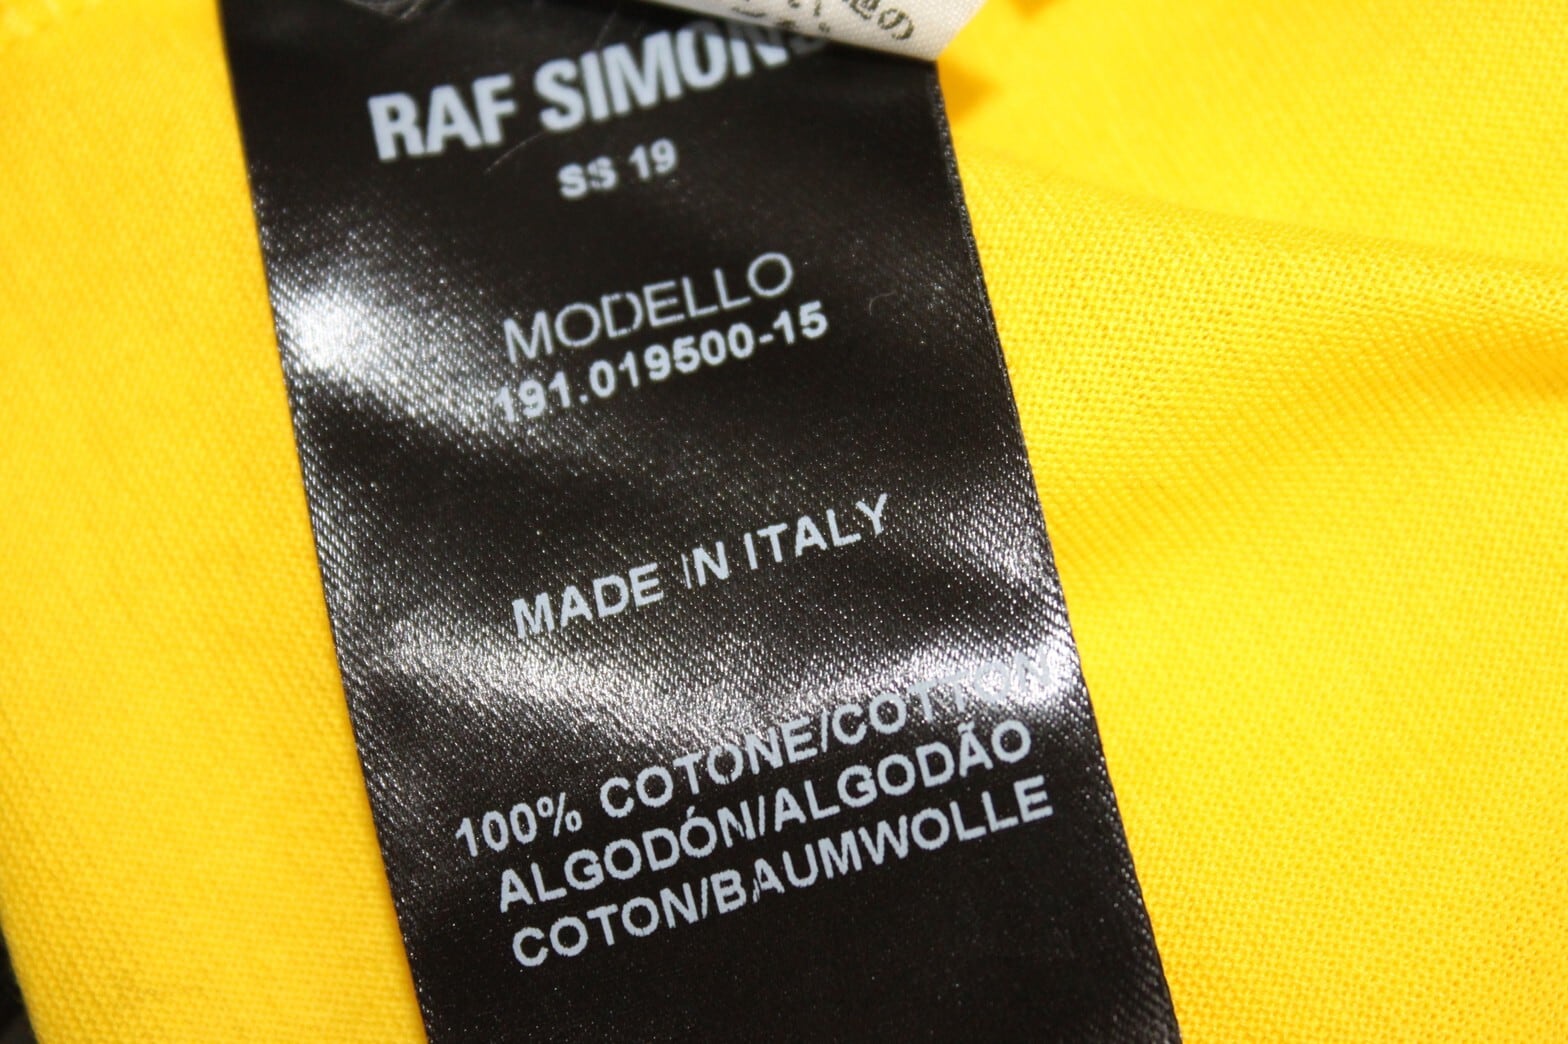 RAF SIMONS
SS 19
MODELLO
191.019500-15
MADE IN ITALY
100% COTONE/COTTON
ALGODÓN/ALGODÃO
COTON/BAUMWOLLE